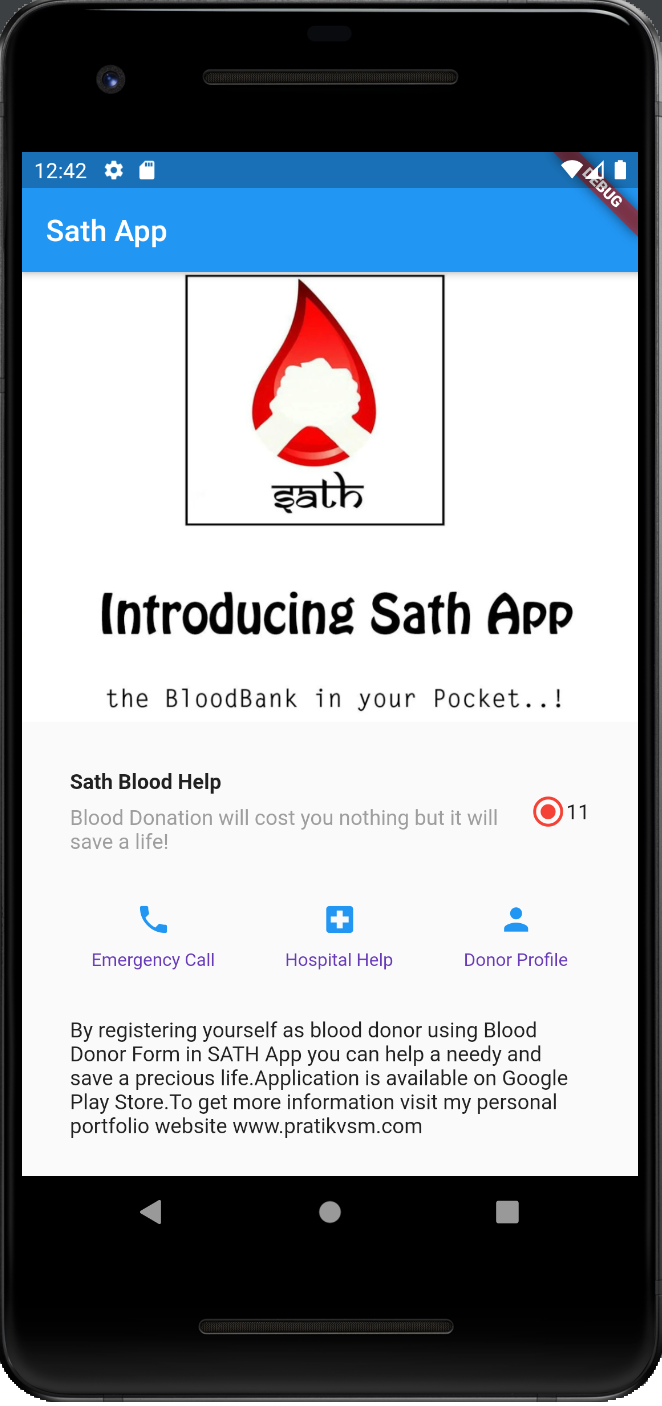 12:42
DEBUG
Sath App
sath
Introducing Sath App
the BloodBank in your Pocket..!
Sath Blood Help
Blood Donation will cost you nothing but it will
save a life!
11
Emergency Call
Hospital Help
Donor Profile
By registering yourself as blood donor using Blood
Donor Form in SATH App you can help a needy and
save a precious life.Application is available on Google
Play Store.To get more information visit my personal
portfolio website www.pratikvsm.com